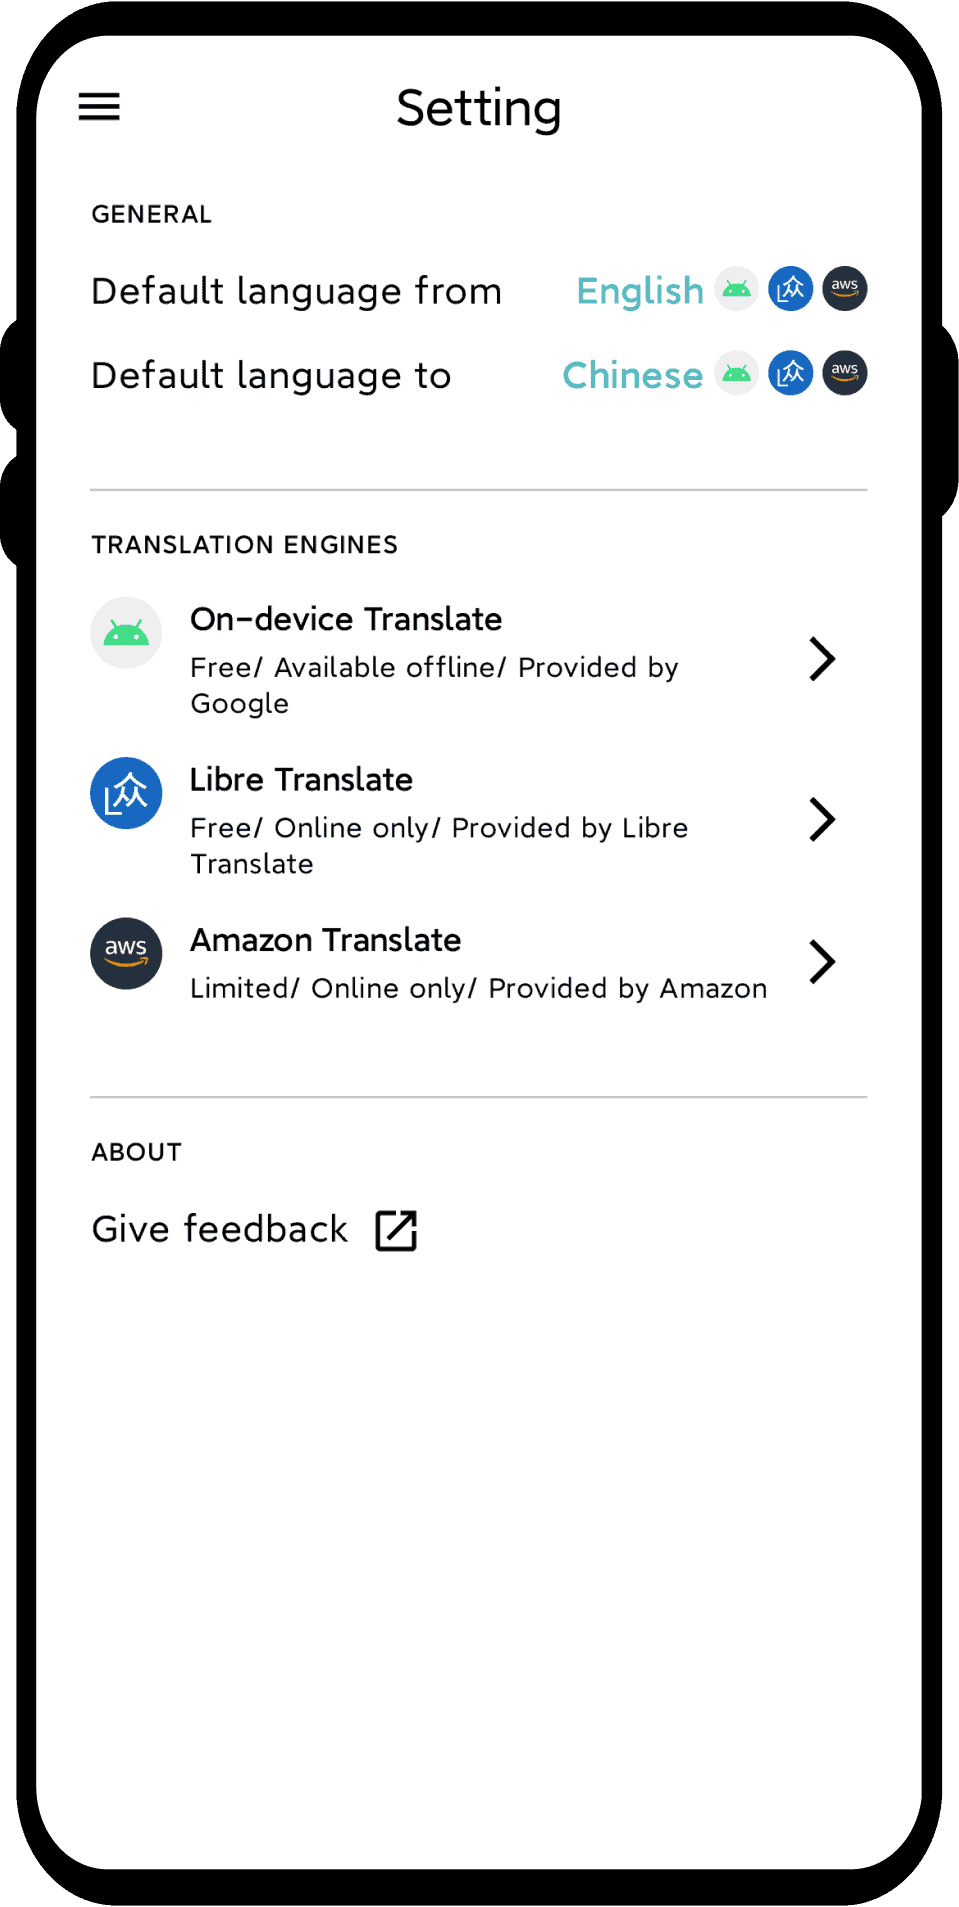 Setting
GENERAL
Default language from English aws
Default language to Chinese aws
TRANSLATION ENGINES
On-device Translate
Free/ Available offline/ Provided by
Google
Libre Translate
Free/ Online only/ Provided by Libre
Translate
aws Amazon Translate
Limited/ Online only/ Provided by Amazon
ABOUT
Give feedback